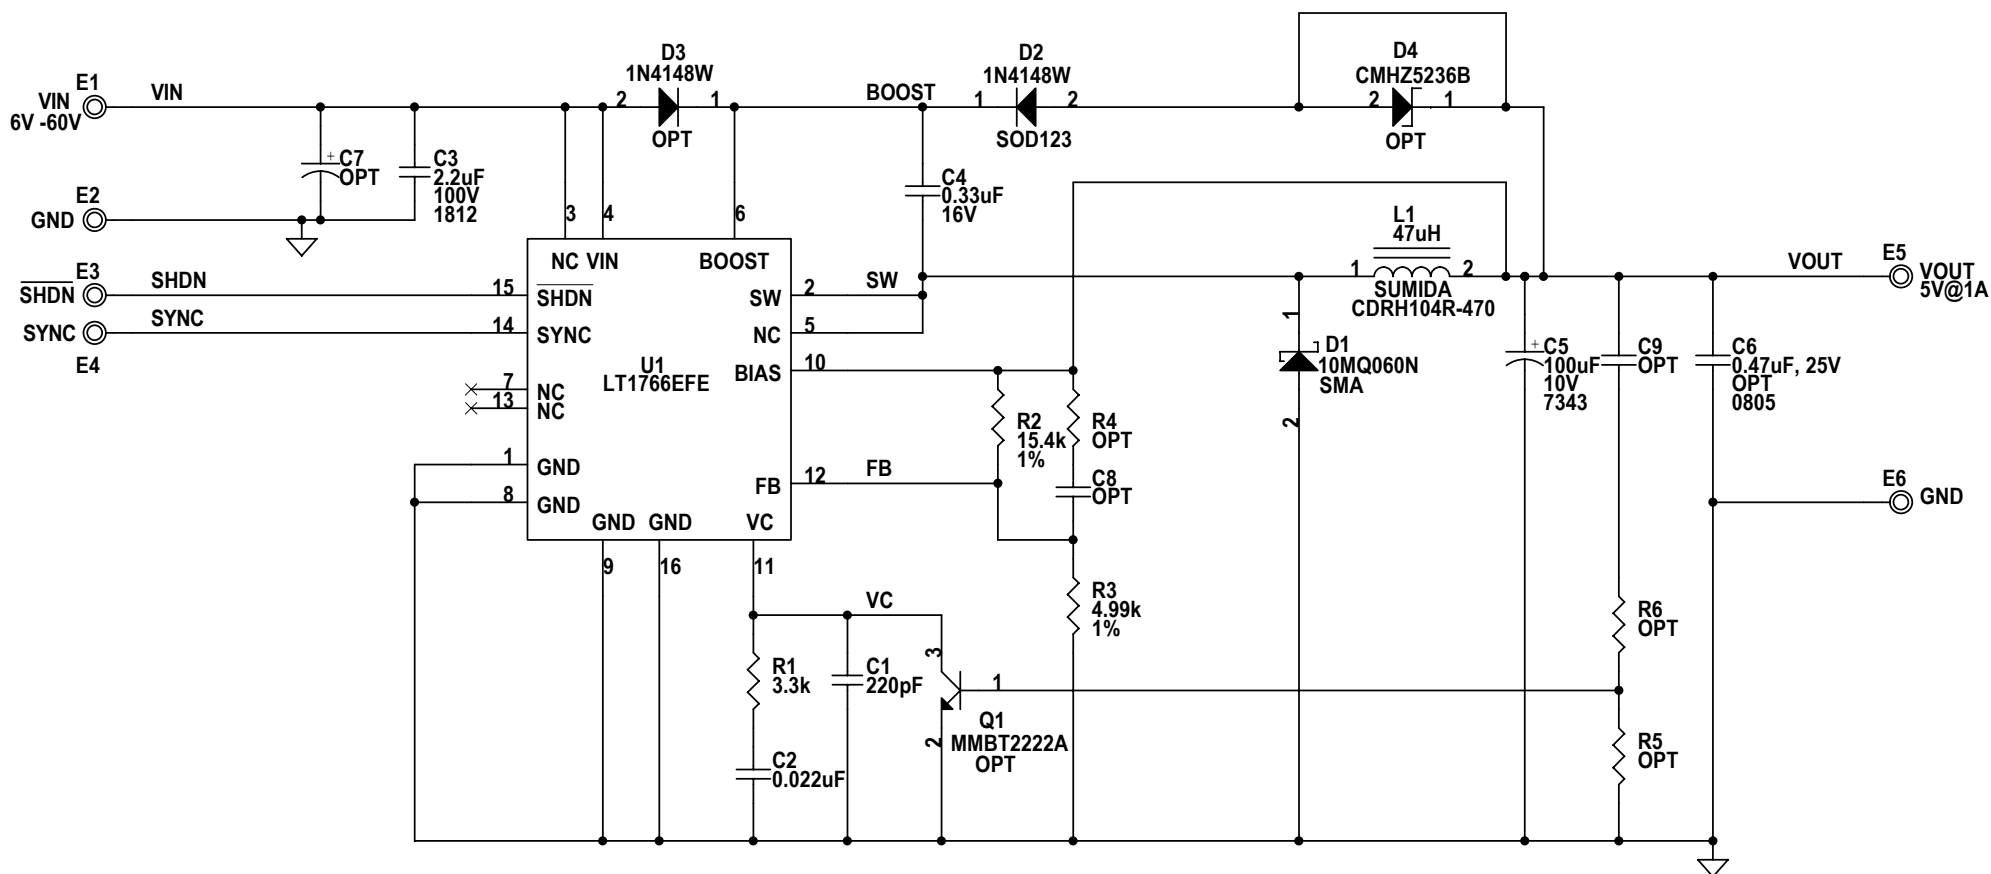 E1
VIN
6V -60V
VIN
C7
OPT
+
C3
2.2uF
100V
1812
E2
GND
E3
SHDN
SHDN
SYNC
SYNC
E4
D3
1N4148W
2
1
OPT
BOOST
D2
1N4148W
1
2
SOD123
D4
CMHZ5236B
2
1
OPT
C4
0.33uF
16V
3
4
6
NC VIN
BOOST
15
SHDN
14
SYNC
7
NC
13
NC
1
GND
8
GND
U1
LT1766EFE
SW
2
SW
NC
5
BIAS
10
FB
12
FB
GND
GND
VC
9
16
11
L1
47uH
1
2
SUMIDA
CDRH104R-470
VOUT
E5
VOUT
5V@1A
1
D1
10MQ060N
SMA
2
+
C5
100uF
10V
7343
C9
OPT
C6
0.47uF, 25V
OPT
0805
R2
15.4k
1%
R4
OPT
C8
OPT
E6
GND
R3
4.99k
1%
VC
R1
3.3k
C1
220pF
C2
0.022uF
3
1
2
Q1
MMBT2222A
OPT
R6
OPT
R5
OPT